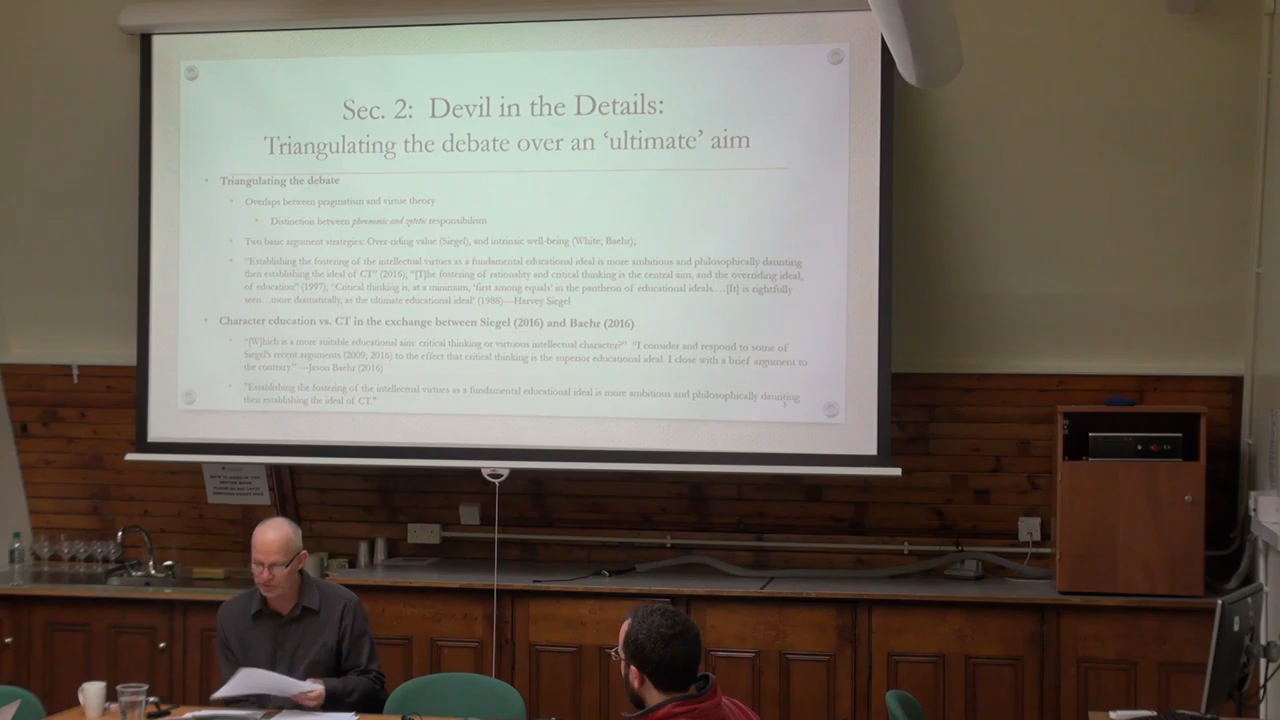 Sec. 2: Devil in the Details:
Triangulating the debate over an ‘ultimate’ aim
• Triangulating the debate
• Overlaps between pragmatism and virtue theory
• Distinction between phronomic and zetetic responsibilism
• Two basic argument strategies: Over-riding value (Siegel), and intrinsic well-being (White; Baehr);
• “Establishing the fostering of the intellectual virtues as a fundamental educational ideal is more ambitious and philosophically daunting
then establishing the ideal of CT” (2016); “[T]he fostering of rationality and critical thinking is the central aim, and the overriding ideal,
of education” (1997); “Critical thinking is, at a minimum, ‘first among equals’ in the pantheon of educational ideals.…[It] is rightfully
seen…more dramatically, as the ultimate educational ideal’ (1988)—Harvey Siegel
• Character education vs. CT in the exchange between Siegel (2016) and Baehr (2016)
• “[W]hich is a more suitable educational aim: critical thinking or virtuous intellectual character?” “I consider and respond to some of
Siegel’s recent arguments (2009; 2016) to the effect that critical thinking is the superior educational ideal. I close with a brief argument to
the contrary” —Jason Baehr (2016)
• "Establishing the fostering of the intellectual virtues as a fundamental educational ideal is more ambitious and philosophically daunting
then establishing the ideal of CT."